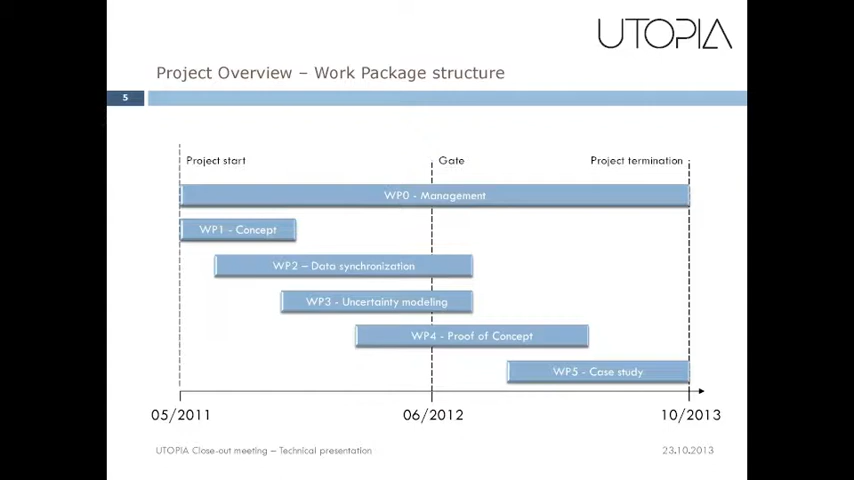 UTOPIA
Project Overview – Work Package structure
5
Project start
Gate
Project termination
WP0 - Management
WP1 - Concept
WP2 – Data synchronization
WP3 - Uncertainty modeling
WP4 - Proof of Concept
WP5 - Case study
05/2011
06/2012
10/2013
UTOPIA Close-out meeting – Technical presentation
23.10.2013